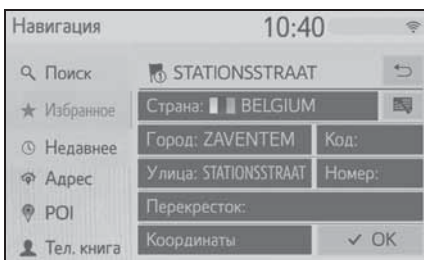 Навигация 10:40
Поиск
Избранное
Недавнее
Адрес
POI
Тел. книга
1 STATIONSSTRAAT
Страна: BELGIUM
Город: ZAVENTEM Код:
Улица: STATIONSSTRAAT Номер:
Перекресток:
Координаты OK